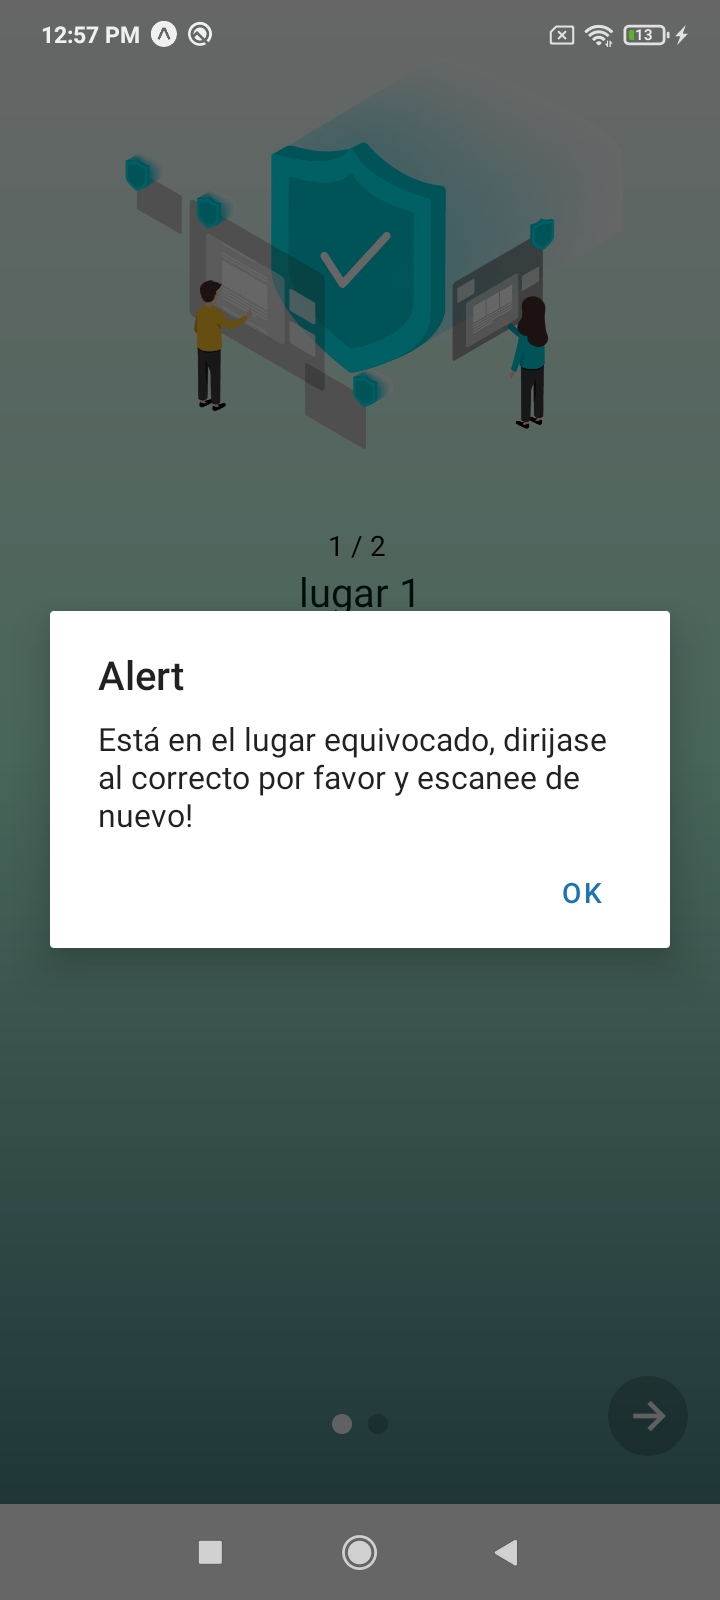 12:57 PM
13
1 / 2
lugar 1
Alert
Está en el lugar equivocado, dirijase
al correcto por favor y escanee de
nuevo!
OK